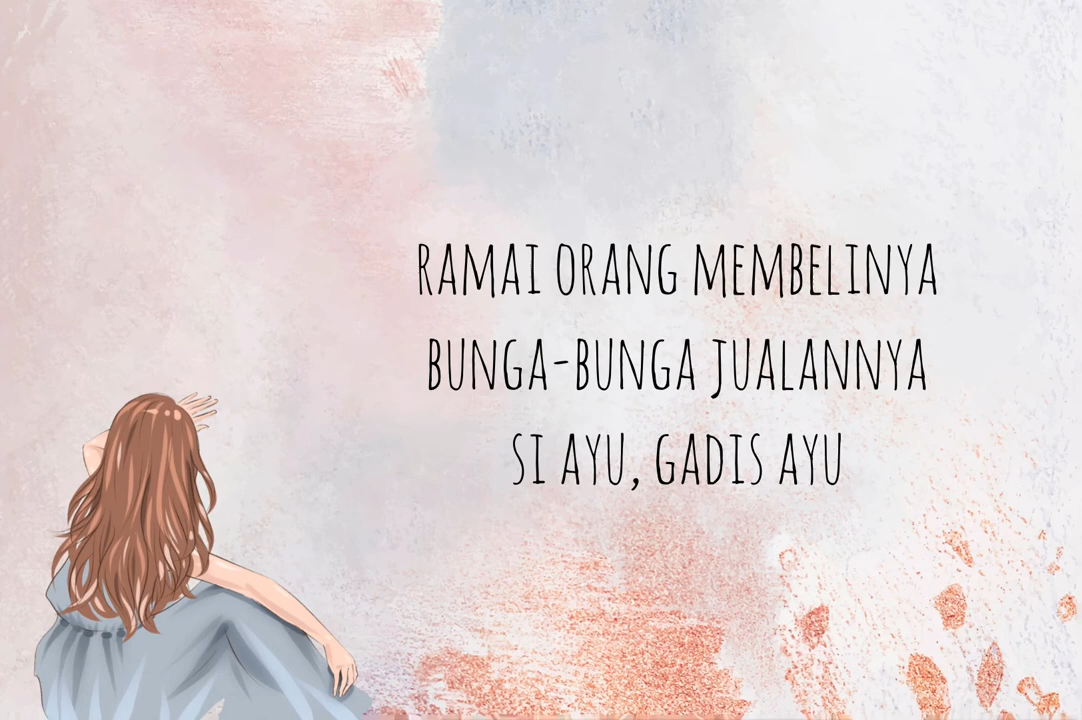 RAMAI ORANG MEMBELINYA
BUNGA-BUNGA JUALANNYA
SI AYU, GADIS AYU